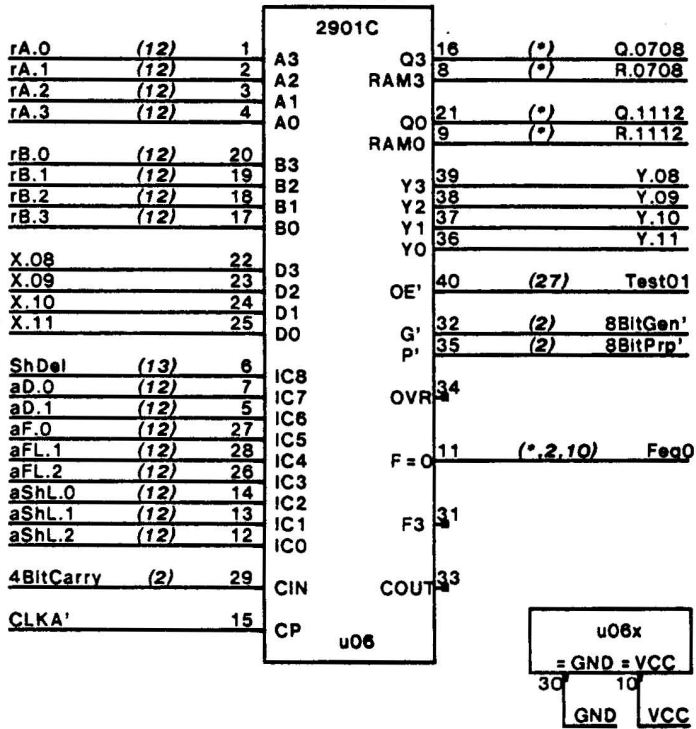 2901C
rA.0 (12) 1 A3
rA.1 (12) 2 A2
rA.2 (12) 3 A1
rA.3 (12) 4 A0
rB.0 (12) 20 B3
rB.1 (12) 19 B2
rB.2 (12) 18 B1
rB.3 (12) 17 B0
X.08 22 D3
X.09 23 D2
X.10 24 D1
X.11 25 D0
ShDel (13) 6 IC8
aD.0 (12) 7 IC7
aD.1 (12) 5 IC6
aF.0 (12) 27 IC5
aFL.1 (12) 28 IC4
aFL.2 (12) 26 IC3
aShL.0 (12) 14 IC2
aShL.1 (12) 13 IC1
aShL.2 (12) 12 IC0
4BitCarry (2) 29 CIN
CLKA' 15 CP
Q3 16 (*) Q.0708
RAM3 8 (*) R.0708
Q0 21 (*) Q.1112
RAM0 9 (*) R.1112
Y3 39 Y.08
Y2 38 Y.09
Y1 37 Y.10
Y0 36 Y.11
OE' 40 (27) Test01
G' 32 (2) 8BitGen'
P' 35 (2) 8BitPrp'
OVR 34
F=0 11 (*,2,10) Feq0
F3 31
COUT 33
u06
u06x
=GND =VCC
30 10
GND VCC